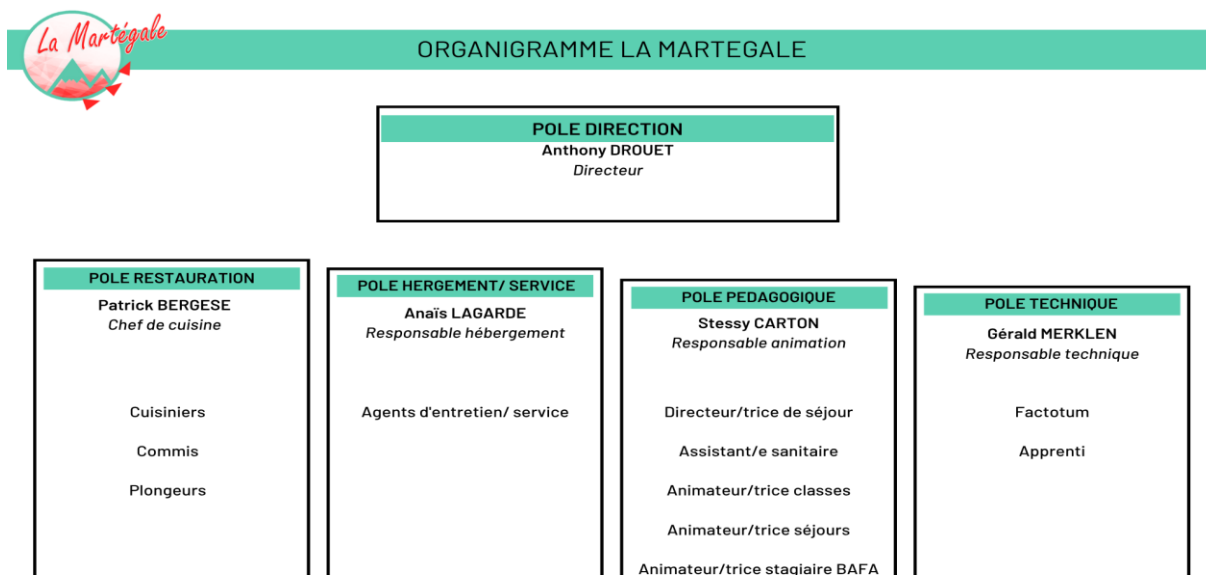 La Martégale
ORGANIGRAMME LA MARTEGALE
POLE DIRECTION
Anthony DROUET
Directeur
POLE RESTAURATION
Patrick BERGESE
Chef de cuisine
Cuisiniers
Commis
Plongeurs
POLE HERGEMENT/ SERVICE
Anaïs LAGARDE
Responsable hébergement
Agents d'entretien/ service
POLE PEDAGOGIQUE
Stessy CARTON
Responsable animation
Directeur/trice de séjour
Assistant/e sanitaire
Animateur/trice classes
Animateur/trice séjours
Animateur/trice stagiaire BAFA
POLE TECHNIQUE
Gérald MERKLEN
Responsable technique
Factotum
Apprenti